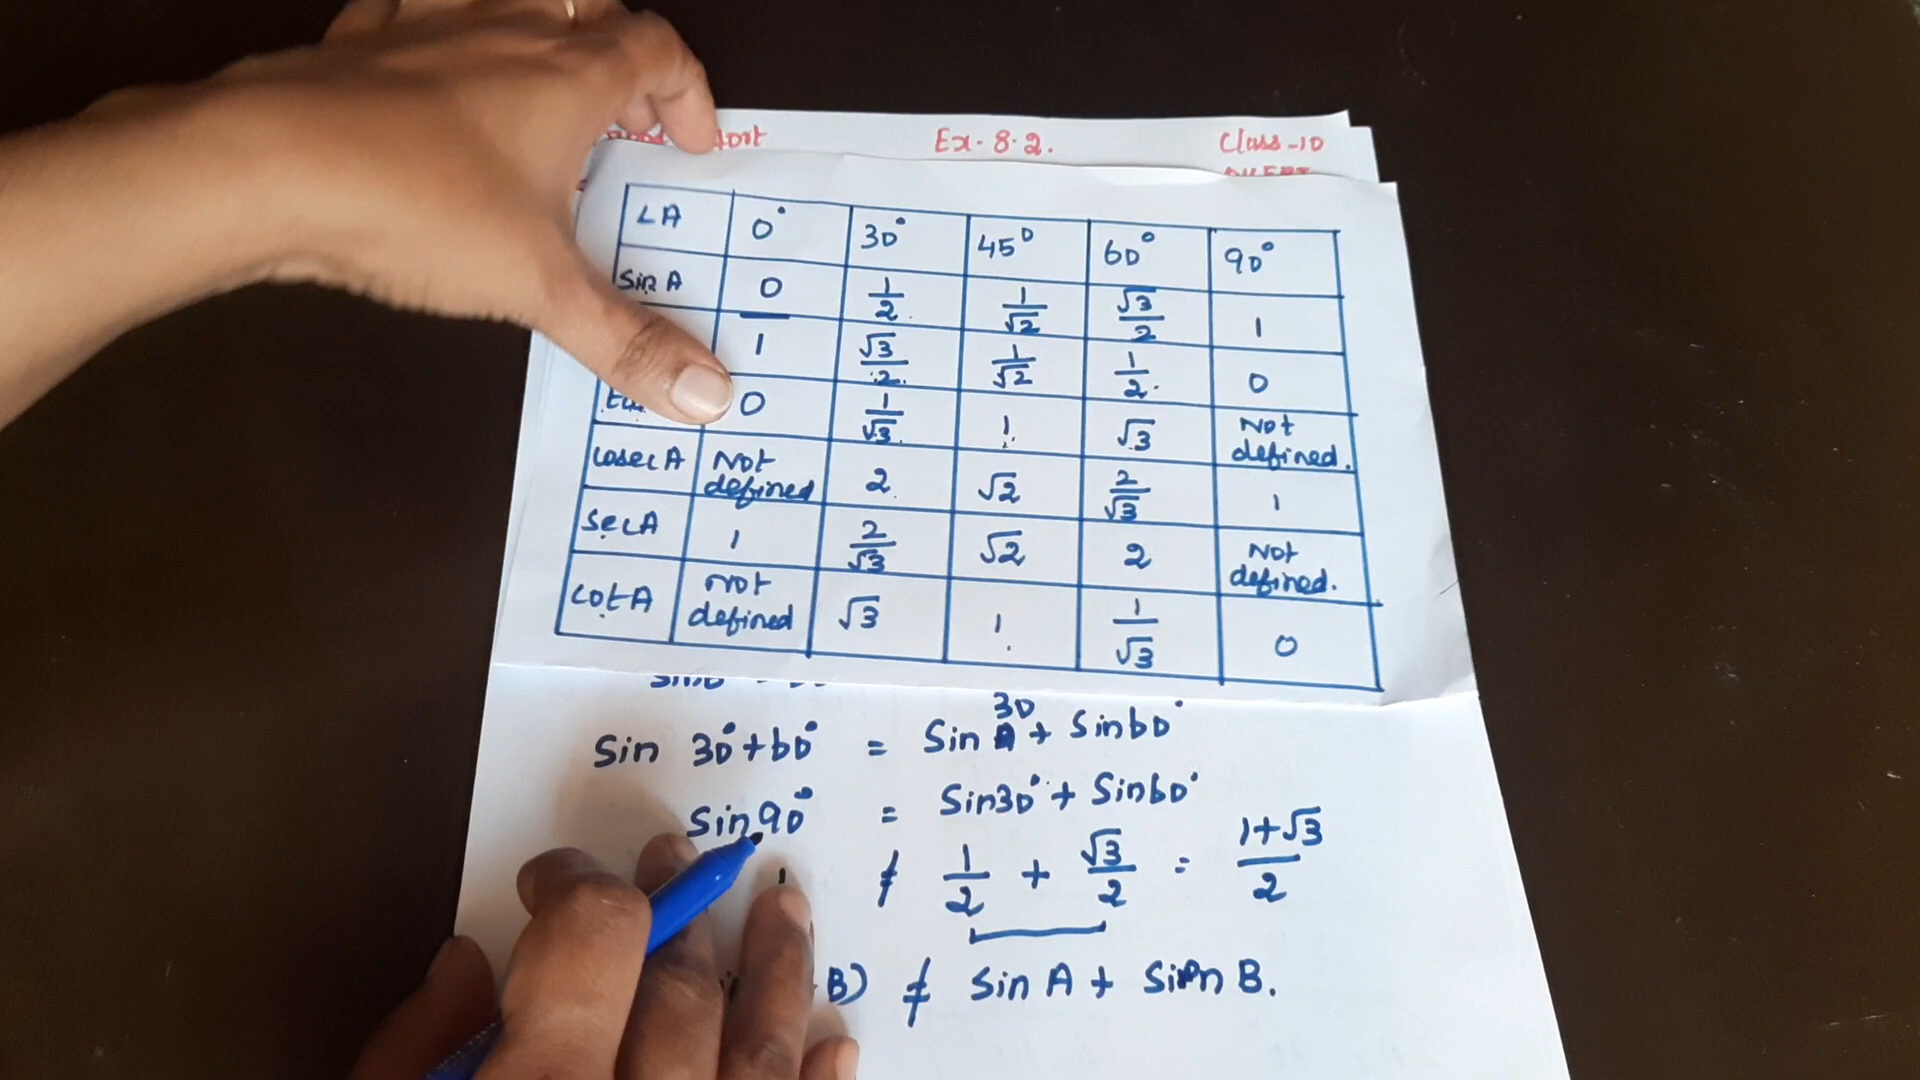 Ex. 8.2. Class-10
∠A 0° 30° 45° 60° 90°
Sin A 0 1/2 1/√2 √3/2 1
1 √3/2 1/√2 1/2 0
0 1/√3 1 √3 Not defined.
cosec A Not defined 2 √2 2/√3 1
Sec A 1 2/√3 √2 2 Not defined.
cot A Not defined √3 1 1/√3 0
Sin 30°+60° = Sin 30 + Sin60°
Sin90° = Sin30° + Sin60°
1 ≠ 1/2 + √3/2 = 1+√3/2
B) ≠ Sin A + Sin B.